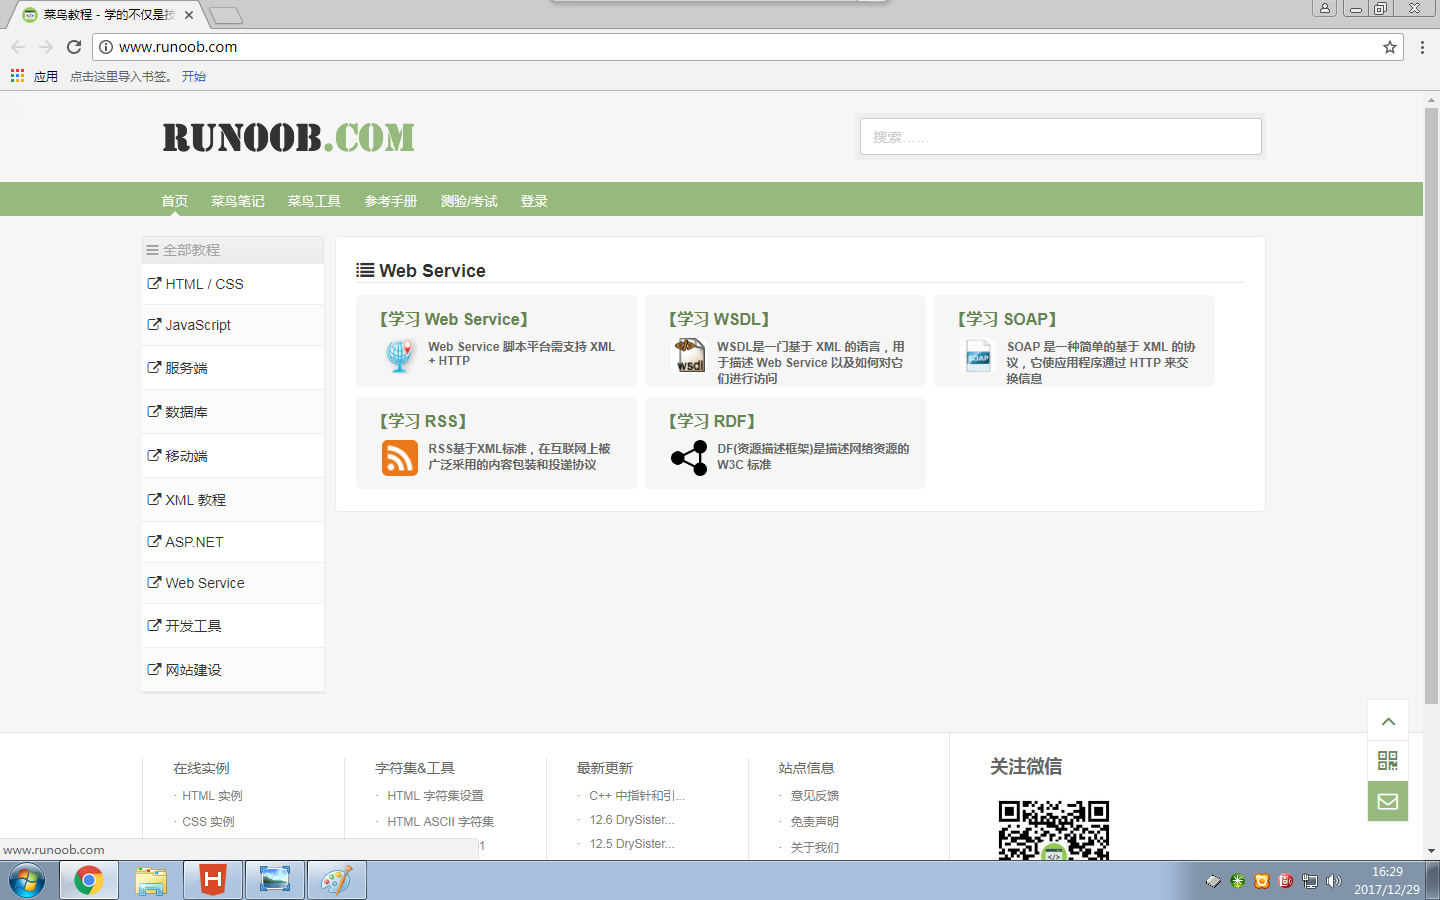 菜鸟教程 - 学的不仅是技
www.runoob.com
应用 点击这里导入书签。 开始
RUNOOB.COM
搜索......
首页 菜鸟笔记 菜鸟工具 参考手册 测验/考试 登录
全部教程
HTML / CSS
JavaScript
服务端
数据库
移动端
XML 教程
ASP.NET
Web Service
开发工具
网站建设
Web Service
【学习 Web Service】
Web Service 脚本平台需支持 XML
+ HTTP
【学习 WSDL】
wsdl
WSDL是一门基于 XML 的语言，用
于描述 Web Service 以及如何对它
们进行访问
【学习 SOAP】
SOAP
SOAP 是一种简单的基于 XML 的协
议，它使应用程序通过 HTTP 来交
换信息
【学习 RSS】
RSS基于XML标准，在互联网上被
广泛采用的内容包装和投递协议
【学习 RDF】
DF(资源描述框架)是描述网络资源的
W3C 标准
在线实例
· HTML 实例
· CSS 实例
字符集&工具
· HTML 字符集设置
· HTML ASCII 字符集
1
最新更新
· C++ 中指针和引...
· 12.6 DrySister...
· 12.5 DrySister...
站点信息
· 意见反馈
· 免责声明
· 关于我们
关注微信
www.runoob.com
16:29
2017/12/29